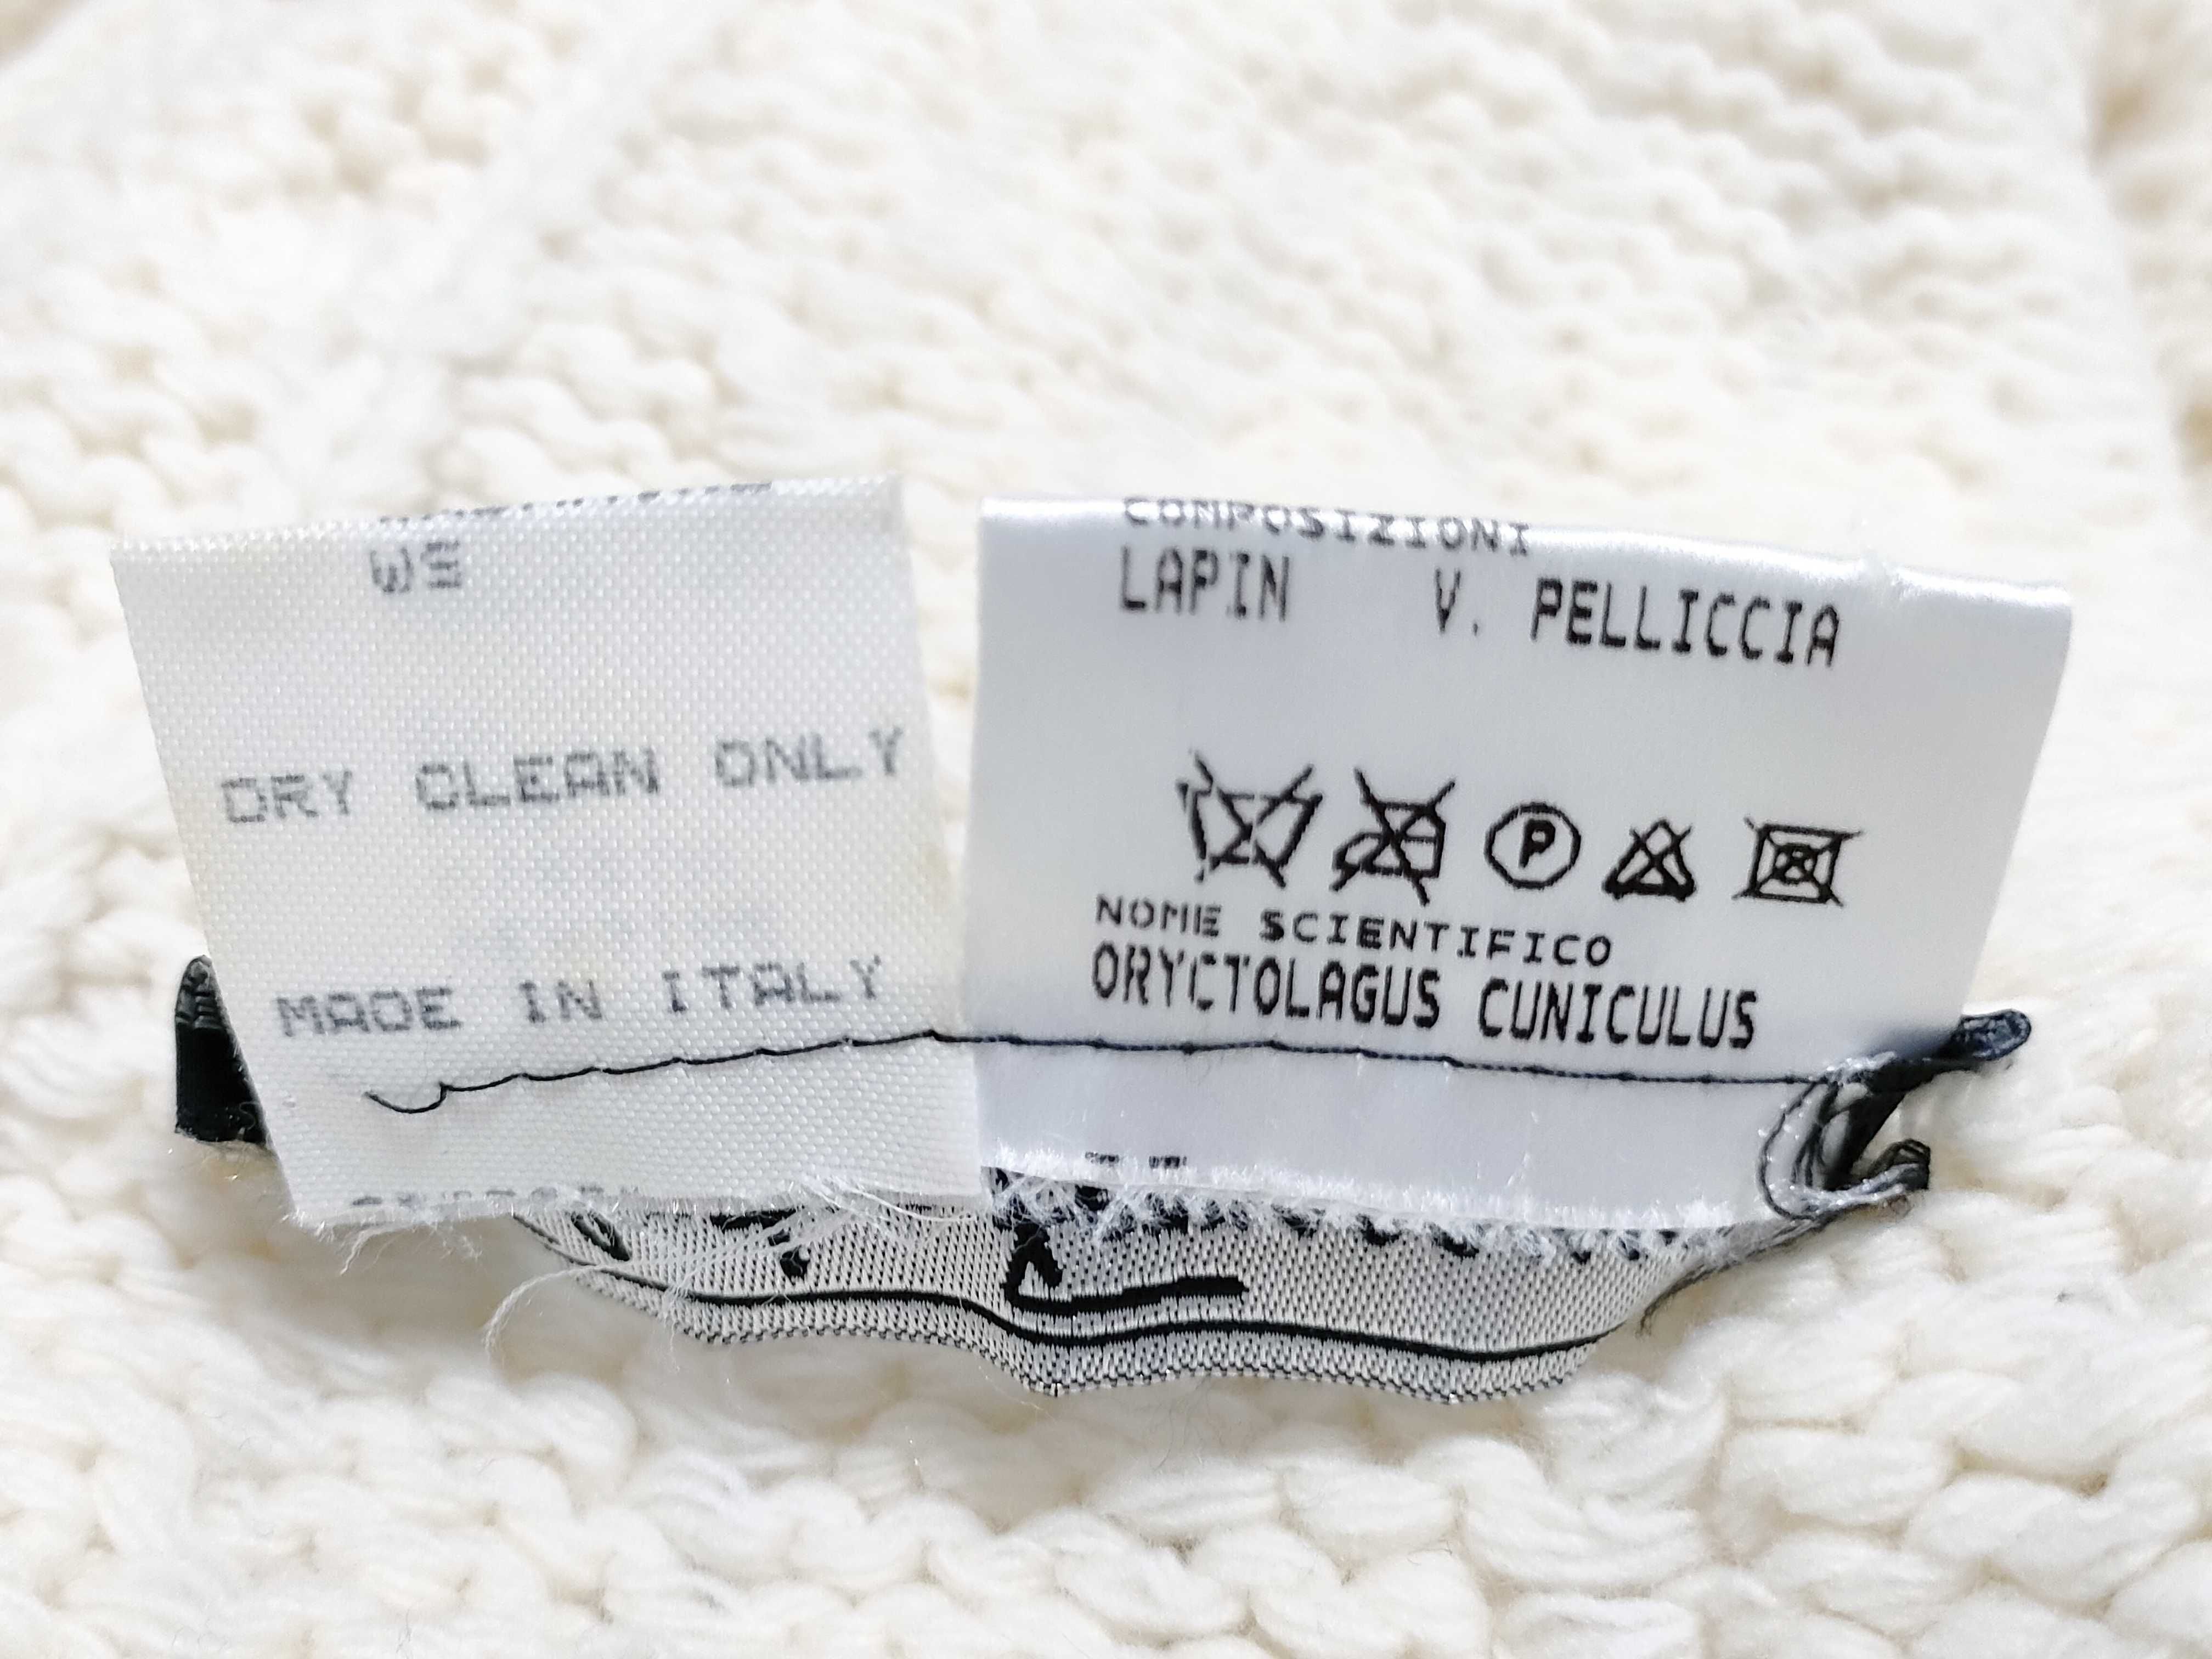 WS
DRY CLEAN ONLY
MADE IN ITALY
COMPOSIZIONI
LAPIN V. PELLICCIA
P
NOME SCIENTIFICO
ORYCTOLAGUS CUNICULUS